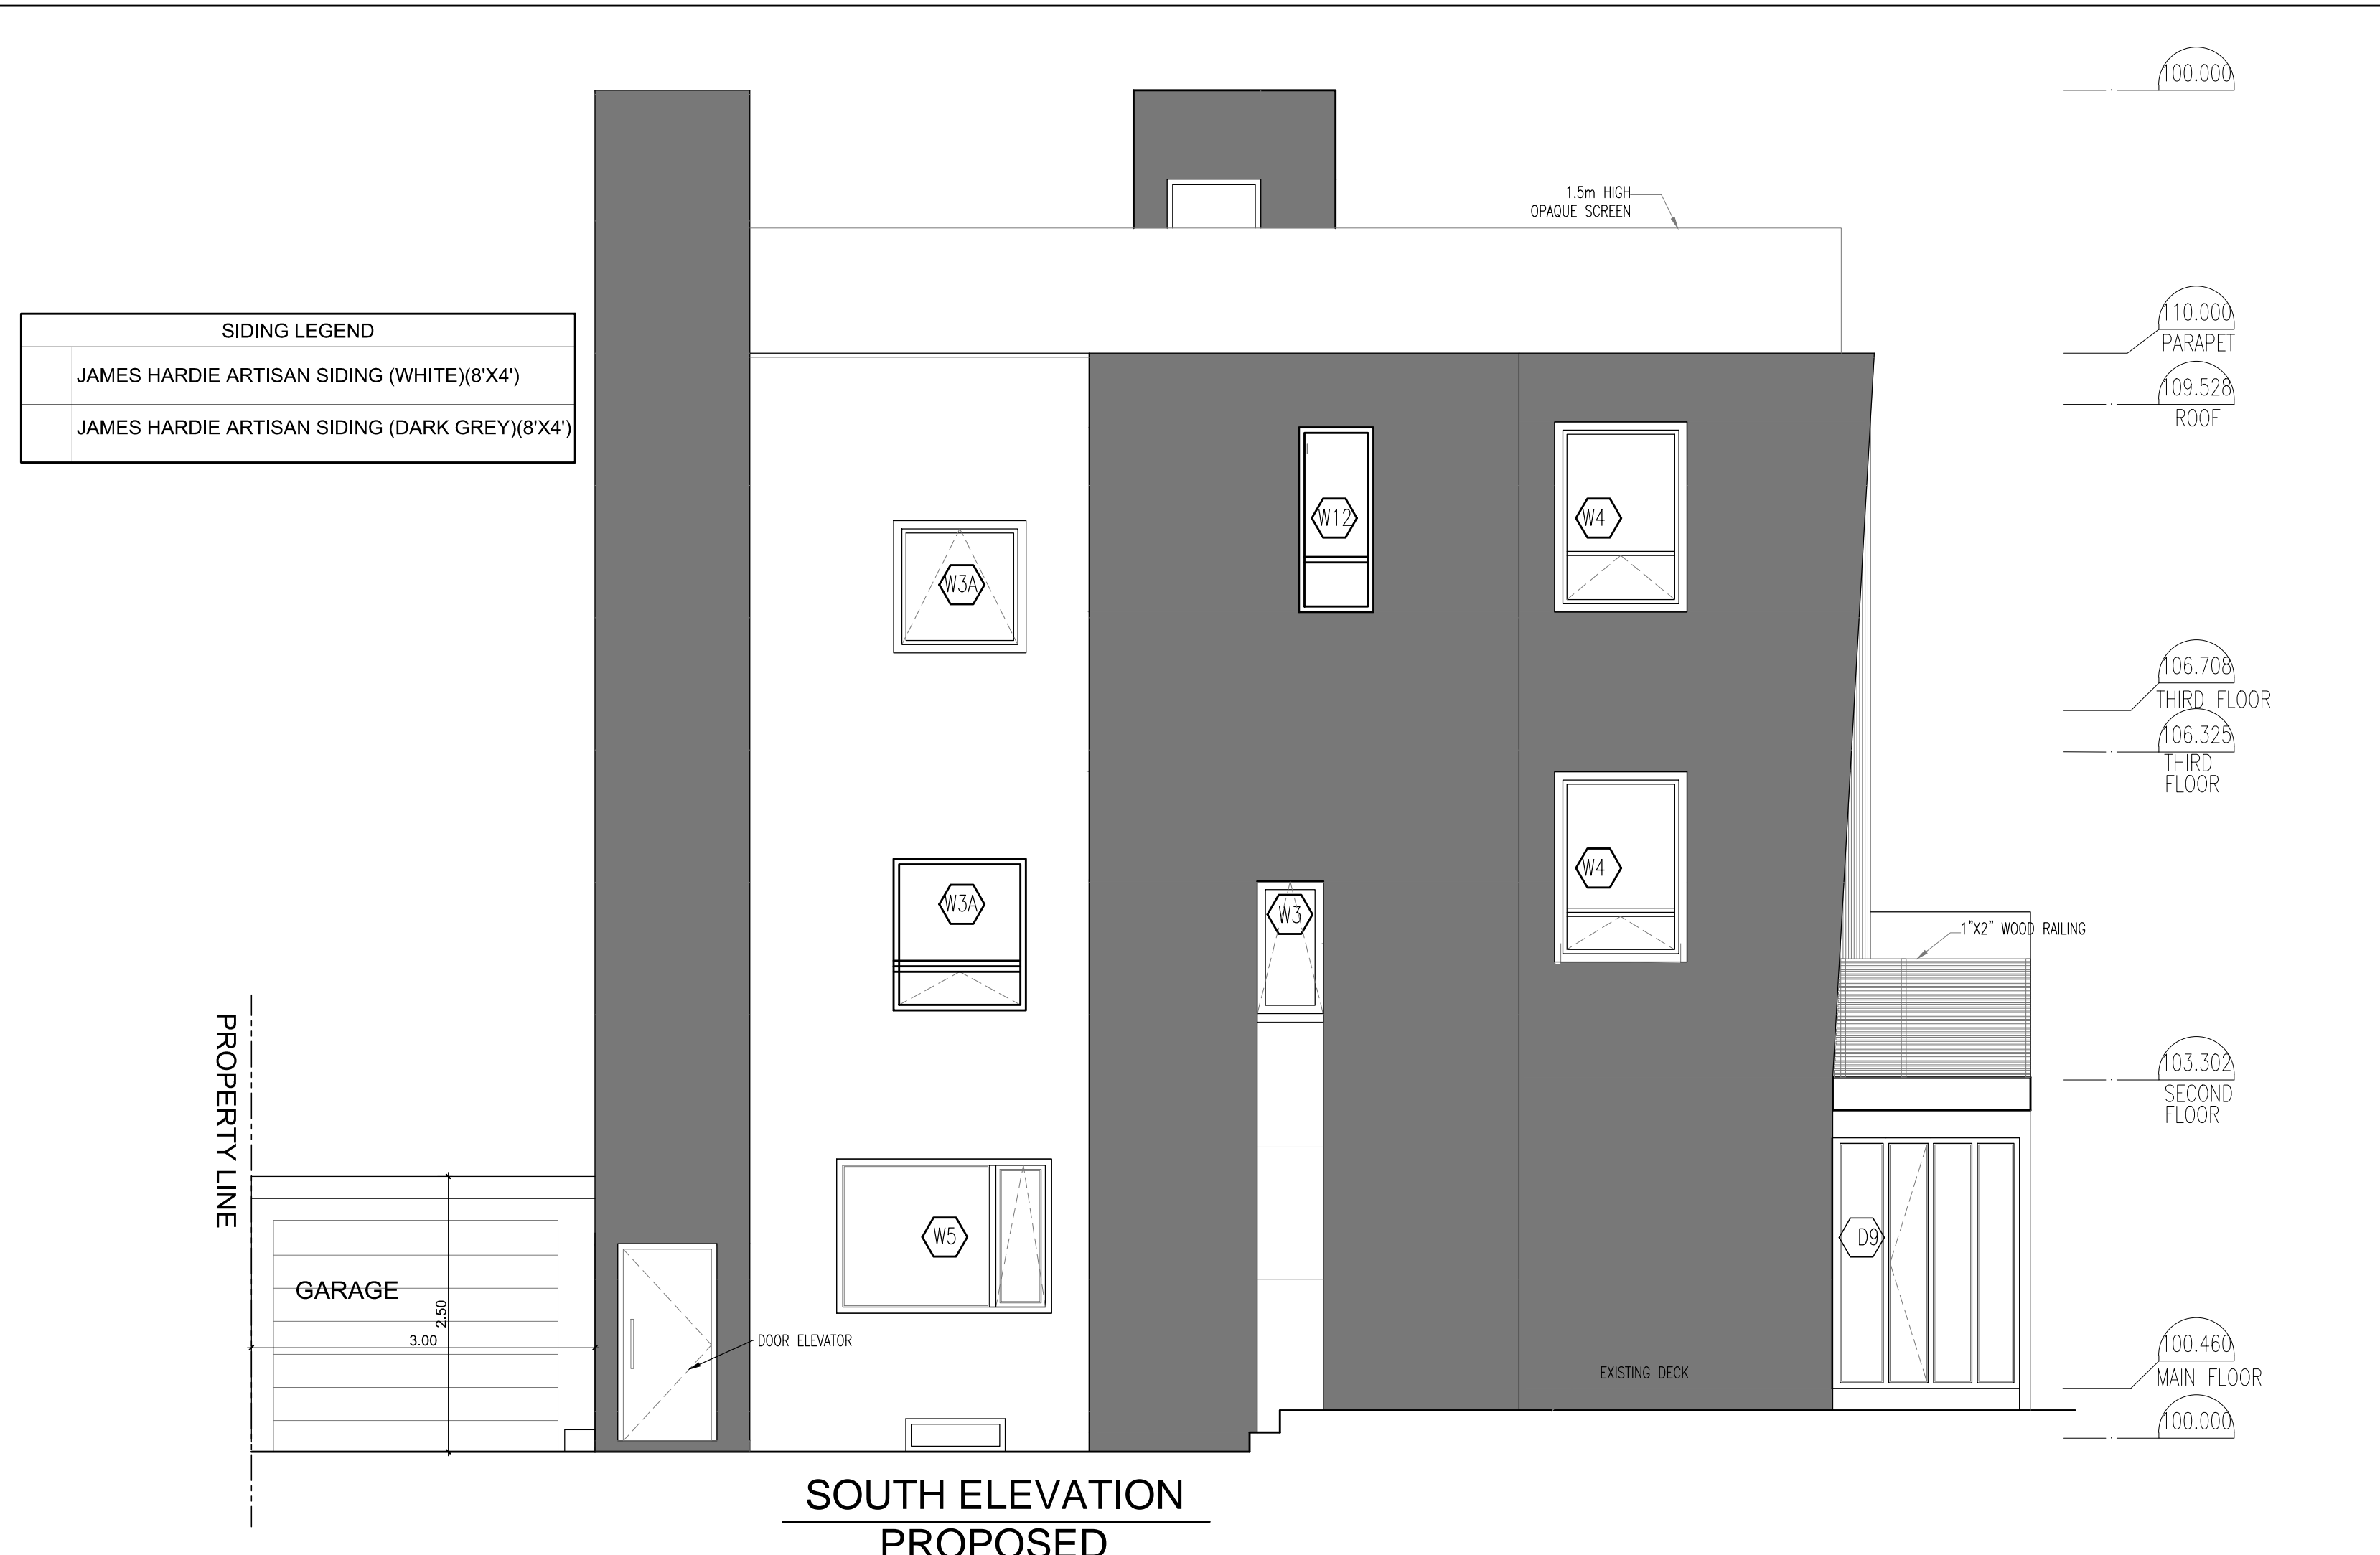 100.000
1.5m HIGH
OPAQUE SCREEN
SIDING LEGEND
JAMES HARDIE ARTISAN SIDING (WHITE)(8'X4')
JAMES HARDIE ARTISAN SIDING (DARK GREY)(8'X4')
110.000
PARAPET
109.528
ROOF
W12
W4
W3A
106.708
THIRD FLOOR
106.325
THIRD
FLOOR
W3A
W3
W4
1"X2" WOOD RAILING
PROPERTY LINE
103.302
SECOND
FLOOR
W5
D9
GARAGE
2.50
3.00
DOOR ELEVATOR
EXISTING DECK
100.460
MAIN FLOOR
100.000
SOUTH ELEVATION
PROPOSED